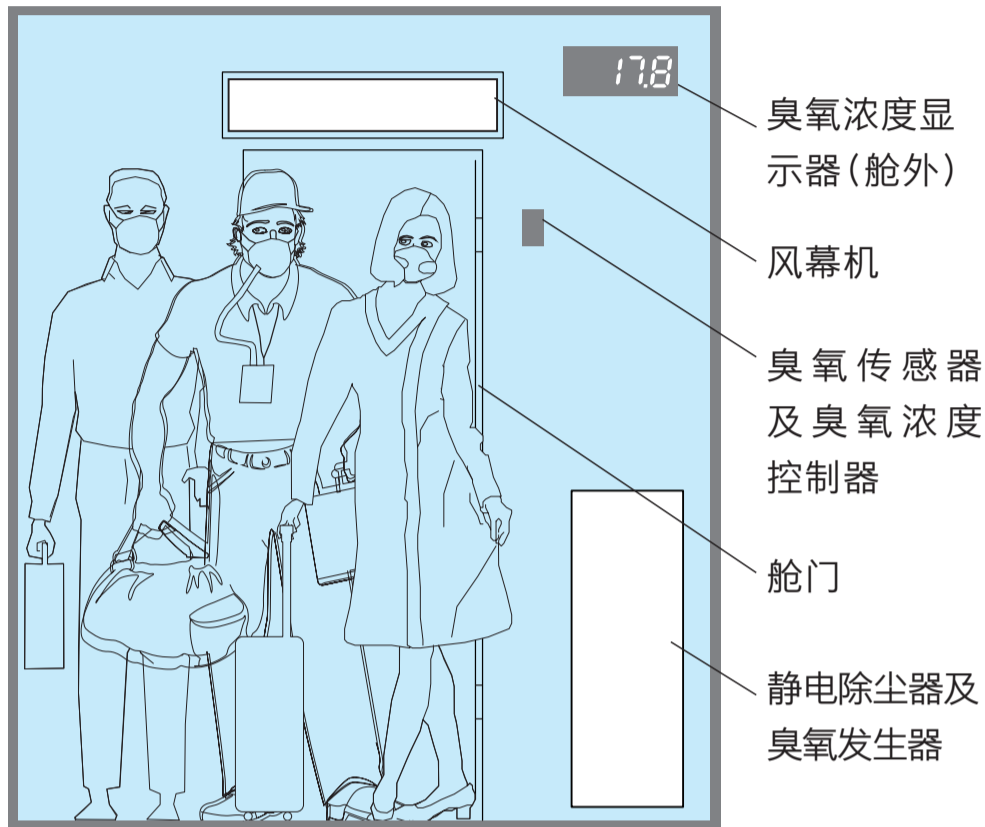 17.8
臭氧浓度显
示器(舱外)
风幕机
臭氧传感器
及臭氧浓度
控制器
舱门
静电除尘器及
臭氧发生器